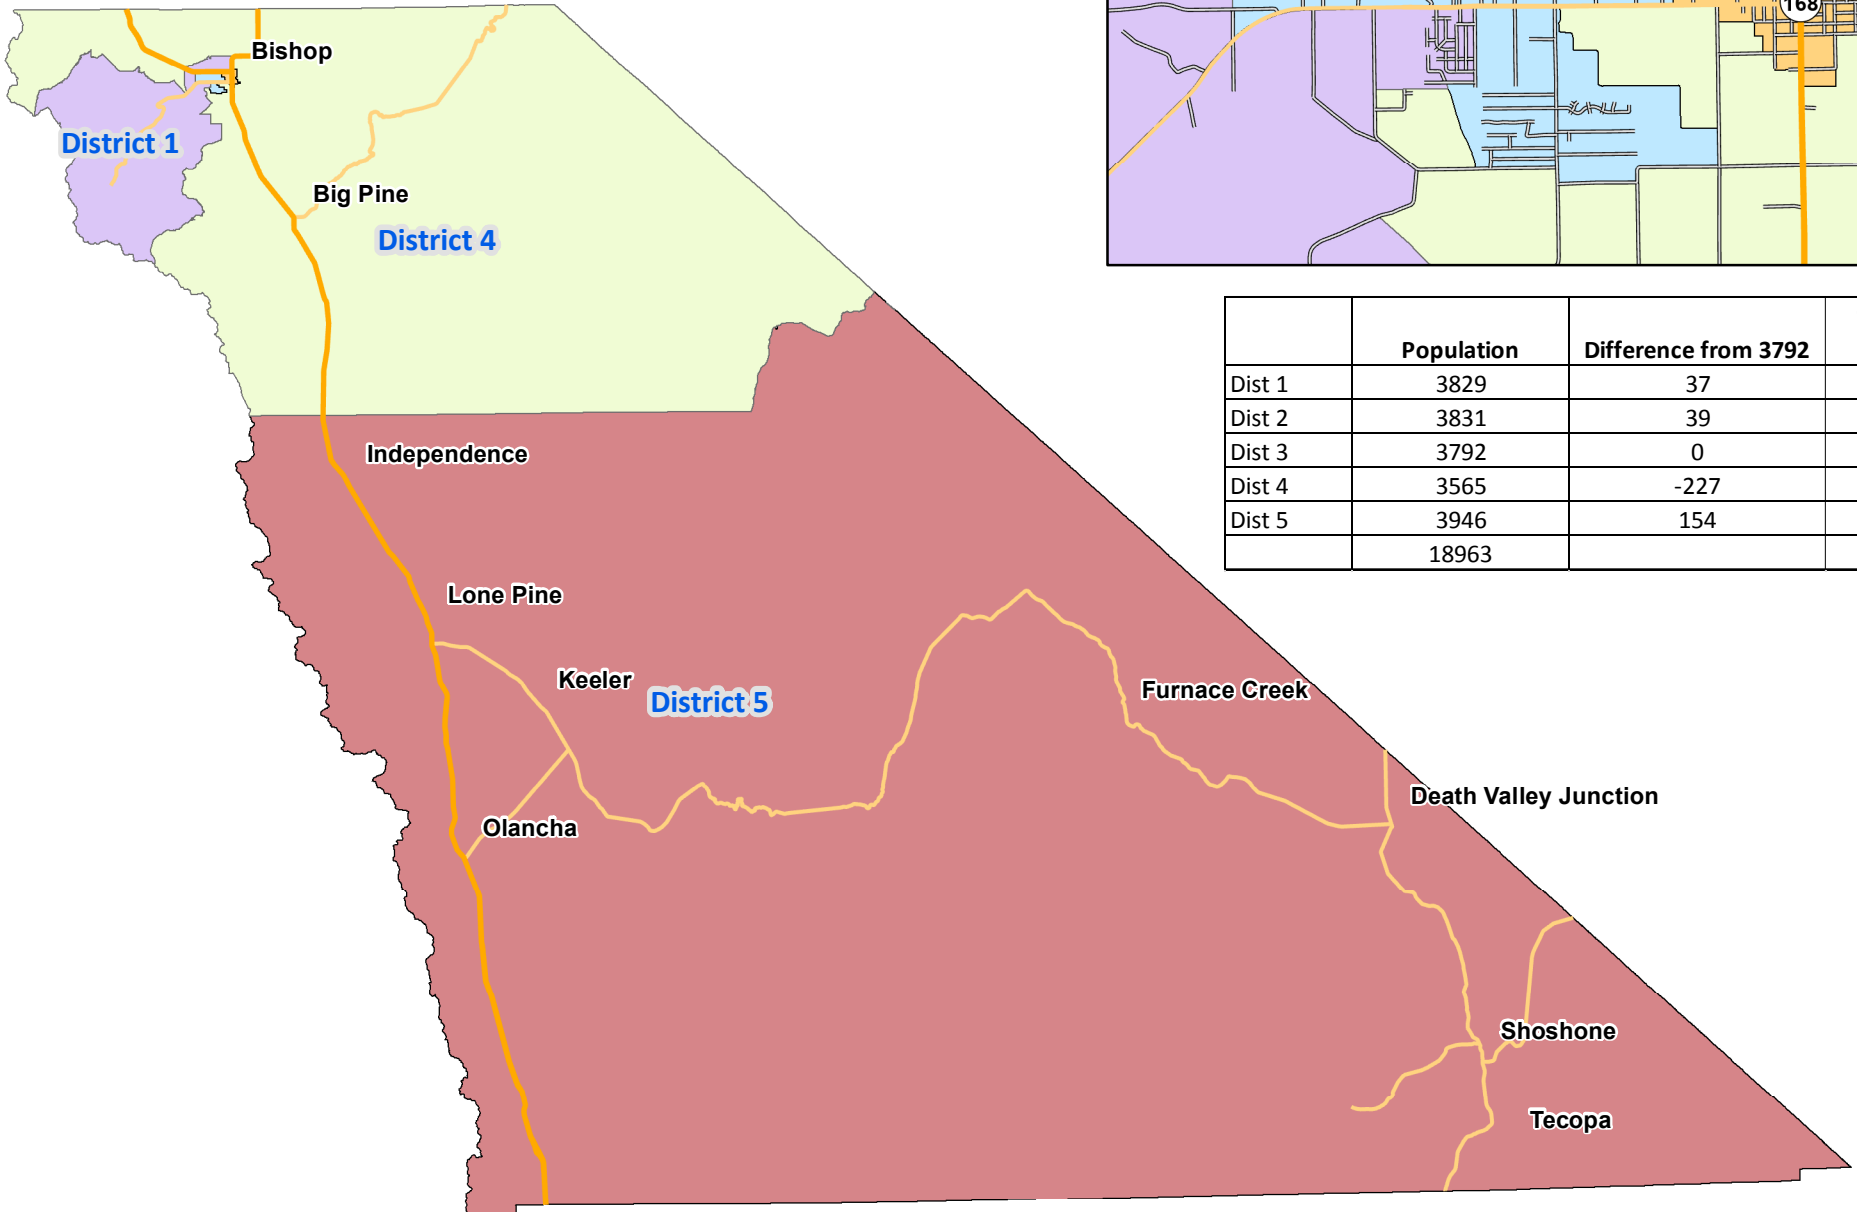 168
Bishop
District 1
Big Pine
District 4
Population Difference from 3792
Dist 1 3829 37
Dist 2 3831 39
Dist 3 3792 0
Dist 4 3565 -227
Dist 5 3946 154
18963
Independence
Lone Pine
Keeler
District 5
Furnace Creek
Death Valley Junction
Olancha
Shoshone
Tecopa